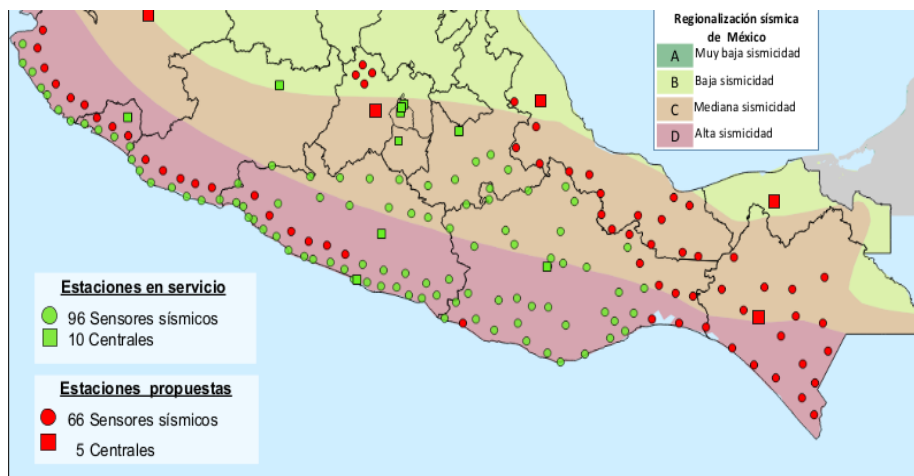 Regionalización sísmica
de México
A Muy baja sismicidad
B Baja sismicidad
C Mediana sismicidad
D Alta sismicidad
Estaciones en servicio
96 Sensores sísmicos
10 Centrales
Estaciones propuestas
66 Sensores sísmicos
5 Centrales